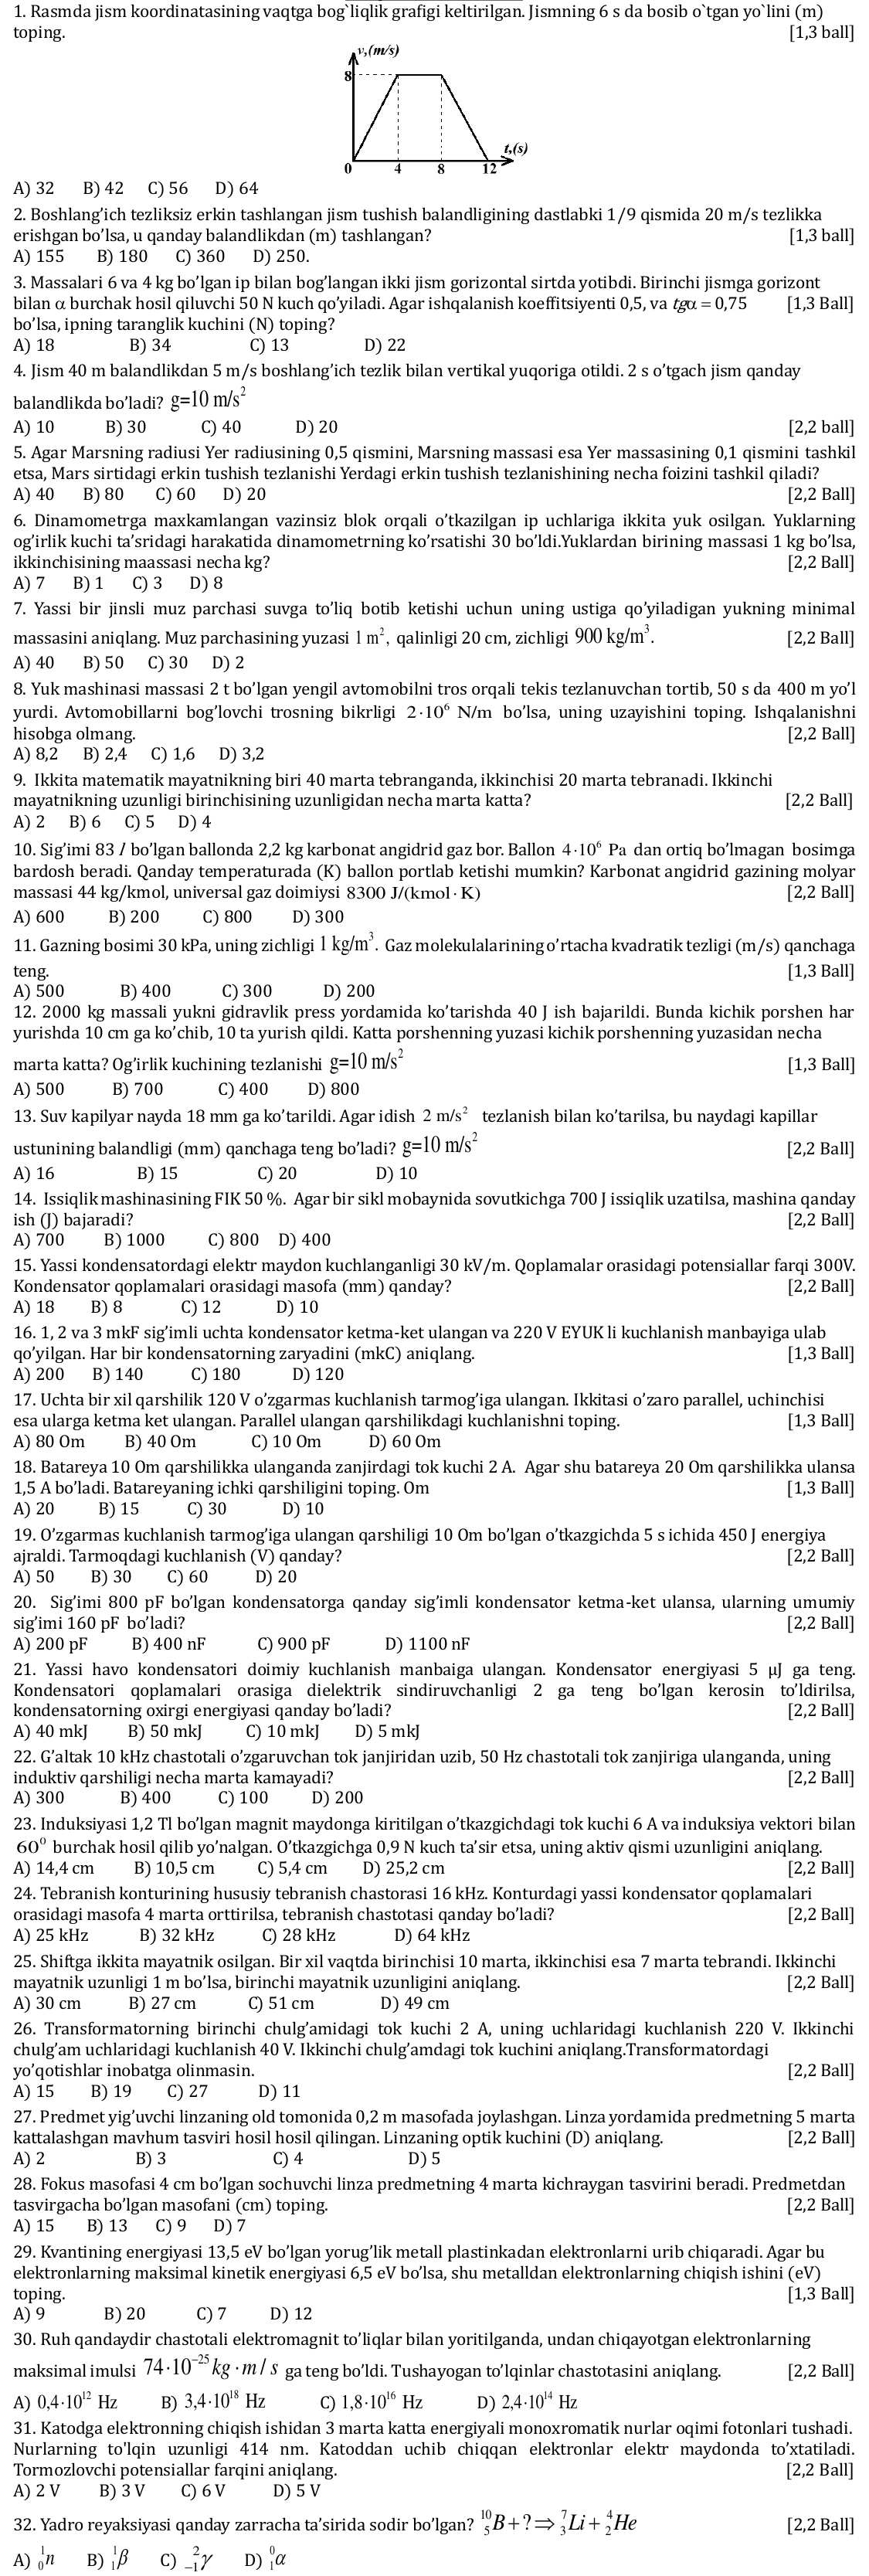 1. Rasmda jism koordinatasining vaqtga bog`liqlik grafigi keltirilgan. Jismning 6 s da bosib o`tgan yo`lini (m)
toping. [1,3 ball]
v,(m/s)
8
t,(s)
0 4 8 12
A) 32 B) 42 C) 56 D) 64
2. Boshlang’ich tezliksiz erkin tashlangan jism tushish balandligining dastlabki 1/9 qismida 20 m/s tezlikka
erishgan bo’lsa, u qanday balandlikdan (m) tashlangan? [1,3 ball]
A) 155 B) 180 C) 360 D) 250.
3. Massalari 6 va 4 kg bo’lgan ip bilan bog’langan ikki jism gorizontal sirtda yotibdi. Birinchi jismga gorizont
bilan α burchak hosil qiluvchi 50 N kuch qo’yiladi. Agar ishqalanish koeffitsiyenti 0,5, va tgα = 0,75 [1,3 Ball]
bo’lsa, ipning taranglik kuchini (N) toping?
A) 18 B) 34 C) 13 D) 22
4. Jism 40 m balandlikdan 5 m/s boshlang’ich tezlik bilan vertikal yuqoriga otildi. 2 s o’tgach jism qanday
balandlikda bo’ladi? g=10 m/s²
A) 10 B) 30 C) 40 D) 20 [2,2 ball]
5. Agar Marsning radiusi Yer radiusining 0,5 qismini, Marsning massasi esa Yer massasining 0,1 qismini tashkil
etsa, Mars sirtidagi erkin tushish tezlanishi Yerdagi erkin tushish tezlanishining necha foizini tashkil qiladi?
A) 40 B) 80 C) 60 D) 20 [2,2 Ball]
6. Dinamometrga maxkamlangan vazinsiz blok orqali o’tkazilgan ip uchlariga ikkita yuk osilgan. Yuklarning
og’irlik kuchi ta’sridagi harakatida dinamometrning ko’rsatishi 30 bo’ldi.Yuklardan birining massasi 1 kg bo’lsa,
ikkinchisining maassasi necha kg? [2,2 Ball]
A) 7 B) 1 C) 3 D) 8
7. Yassi bir jinsli muz parchasi suvga to’liq botib ketishi uchun uning ustiga qo’yiladigan yukning minimal
massasini aniqlang. Muz parchasining yuzasi 1 m², qalinligi 20 cm, zichligi 900 kg/m³. [2,2 Ball]
A) 40 B) 50 C) 30 D) 2
8. Yuk mashinasi massasi 2 t bo’lgan yengil avtomobilni tros orqali tekis tezlanuvchan tortib, 50 s da 400 m yo’l
yurdi. Avtomobillarni bog’lovchi trosning bikrligi 2·10⁶ N/m bo’lsa, uning uzayishini toping. Ishqalanishni
hisobga olmang. [2,2 Ball]
A) 8,2 B) 2,4 C) 1,6 D) 3,2
9. Ikkita matematik mayatnikning biri 40 marta tebranganda, ikkinchisi 20 marta tebranadi. Ikkinchi
mayatnikning uzunligi birinchisining uzunligidan necha marta katta? [2,2 Ball]
A) 2 B) 6 C) 5 D) 4
10. Sig’imi 83 l bo’lgan ballonda 2,2 kg karbonat angidrid gaz bor. Ballon 4·10⁶ Pa dan ortiq bo’lmagan bosimga
bardosh beradi. Qanday temperaturada (K) ballon portlab ketishi mumkin? Karbonat angidrid gazining molyar
massasi 44 kg/kmol, universal gaz doimiysi 8300 J/(kmol·K) [2,2 Ball]
A) 600 B) 200 C) 800 D) 300
11. Gazning bosimi 30 kPa, uning zichligi 1 kg/m³. Gaz molekulalarining o’rtacha kvadratik tezligi (m/s) qanchaga
teng. [1,3 Ball]
A) 500 B) 400 C) 300 D) 200
12. 2000 kg massali yukni gidravlik press yordamida ko’tarishda 40 J ish bajarildi. Bunda kichik porshen har
yurishda 10 cm ga ko’chib, 10 ta yurish qildi. Katta porshenning yuzasi kichik porshenning yuzasidan necha
marta katta? Og’irlik kuchining tezlanishi g=10 m/s² [1,3 Ball]
A) 500 B) 700 C) 400 D) 800
13. Suv kapilyar nayda 18 mm ga ko’tarildi. Agar idish 2 m/s² tezlanish bilan ko’tarilsa, bu naydagi kapillar
ustunining balandligi (mm) qanchaga teng bo’ladi? g=10 m/s² [2,2 Ball]
A) 16 B) 15 C) 20 D) 10
14. Issiqlik mashinasining FIK 50 %. Agar bir sikl mobaynida sovutkichga 700 J issiqlik uzatilsa, mashina qanday
ish (J) bajaradi? [2,2 Ball]
A) 700 B) 1000 C) 800 D) 400
15. Yassi kondensatordagi elektr maydon kuchlanganligi 30 kV/m. Qoplamalar orasidagi potensiallar farqi 300V.
Kondensator qoplamalari orasidagi masofa (mm) qanday? [2,2 Ball]
A) 18 B) 8 C) 12 D) 10
16. 1, 2 va 3 mkF sig’imli uchta kondensator ketma-ket ulangan va 220 V EYUK li kuchlanish manbayiga ulab
qo’yilgan. Har bir kondensatorning zaryadini (mkC) aniqlang. [1,3 Ball]
A) 200 B) 140 C) 180 D) 120
17. Uchta bir xil qarshilik 120 V o’zgarmas kuchlanish tarmog’iga ulangan. Ikkitasi o’zaro parallel, uchinchisi
esa ularga ketma ket ulangan. Parallel ulangan qarshilikdagi kuchlanishni toping. [1,3 Ball]
A) 80 Om B) 40 Om C) 10 Om D) 60 Om
18. Batareya 10 Om qarshilikka ulanganda zanjirdagi tok kuchi 2 A. Agar shu batareya 20 Om qarshilikka ulansa
1,5 A bo’ladi. Batareyaning ichki qarshiligini toping. Om [1,3 Ball]
A) 20 B) 15 C) 30 D) 10
19. O’zgarmas kuchlanish tarmog’iga ulangan qarshiligi 10 Om bo’lgan o’tkazgichda 5 s ichida 450 J energiya
ajraldi. Tarmoqdagi kuchlanish (V) qanday? [2,2 Ball]
A) 50 B) 30 C) 60 D) 20
20. Sig’imi 800 pF bo’lgan kondensatorga qanday sig’imli kondensator ketma-ket ulansa, ularning umumiy
sig’imi 160 pF bo’ladi? [2,2 Ball]
A) 200 pF B) 400 nF C) 900 pF D) 1100 nF
21. Yassi havo kondensatori doimiy kuchlanish manbaiga ulangan. Kondensator energiyasi 5 μJ ga teng.
Kondensatori qoplamalari orasiga dielektrik sindiruvchanligi 2 ga teng bo’lgan kerosin to’ldirilsa,
kondensatorning oxirgi energiyasi qanday bo’ladi? [2,2 Ball]
A) 40 mkJ B) 50 mkJ C) 10 mkJ D) 5 mkJ
22. G’altak 10 kHz chastotali o’zgaruvchan tok janjiridan uzib, 50 Hz chastotali tok zanjiriga ulanganda, uning
induktiv qarshiligi necha marta kamayadi? [2,2 Ball]
A) 300 B) 400 C) 100 D) 200
23. Induksiyasi 1,2 Tl bo’lgan magnit maydonga kiritilgan o’tkazgichdagi tok kuchi 6 A va induksiya vektori bilan
60⁰ burchak hosil qilib yo’nalgan. O’tkazgichga 0,9 N kuch ta’sir etsa, uning aktiv qismi uzunligini aniqlang.
A) 14,4 cm B) 10,5 cm C) 5,4 cm D) 25,2 cm [2,2 Ball]
24. Tebranish konturining hususiy tebranish chastorasi 16 kHz. Konturdagi yassi kondensator qoplamalari
orasidagi masofa 4 marta orttirilsa, tebranish chastotasi qanday bo’ladi? [2,2 Ball]
A) 25 kHz B) 32 kHz C) 28 kHz D) 64 kHz
25. Shiftga ikkita mayatnik osilgan. Bir xil vaqtda birinchisi 10 marta, ikkinchisi esa 7 marta tebrandi. Ikkinchi
mayatnik uzunligi 1 m bo’lsa, birinchi mayatnik uzunligini aniqlang. [2,2 Ball]
A) 30 cm B) 27 cm C) 51 cm D) 49 cm
26. Transformatorning birinchi chulg’amidagi tok kuchi 2 A, uning uchlaridagi kuchlanish 220 V. Ikkinchi
chulg’am uchlaridagi kuchlanish 40 V. Ikkinchi chulg’amdagi tok kuchini aniqlang.Transformatordagi
yo’qotishlar inobatga olinmasin. [2,2 Ball]
A) 15 B) 19 C) 27 D) 11
27. Predmet yig’uvchi linzaning old tomonida 0,2 m masofada joylashgan. Linza yordamida predmetning 5 marta
kattalashgan mavhum tasviri hosil hosil qilingan. Linzaning optik kuchini (D) aniqlang. [2,2 Ball]
A) 2 B) 3 C) 4 D) 5
28. Fokus masofasi 4 cm bo’lgan sochuvchi linza predmetning 4 marta kichraygan tasvirini beradi. Predmetdan
tasvirgacha bo’lgan masofani (cm) toping. [2,2 Ball]
A) 15 B) 13 C) 9 D) 7
29. Kvantining energiyasi 13,5 eV bo’lgan yorug’lik metall plastinkadan elektronlarni urib chiqaradi. Agar bu
elektronlarning maksimal kinetik energiyasi 6,5 eV bo’lsa, shu metalldan elektronlarning chiqish ishini (eV)
toping. [1,3 Ball]
A) 9 B) 20 C) 7 D) 12
30. Ruh qandaydir chastotali elektromagnit to’liqlar bilan yoritilganda, undan chiqayotgan elektronlarning
maksimal imulsi 74·10⁻²⁵ kg·m/s ga teng bo’ldi. Tushayogan to’lqinlar chastotasini aniqlang. [2,2 Ball]
A) 0,4·10¹² Hz B) 3,4·10¹⁸ Hz C) 1,8·10¹⁶ Hz D) 2,4·10¹⁴ Hz
31. Katodga elektronning chiqish ishidan 3 marta katta energiyali monoxromatik nurlar oqimi fotonlari tushadi.
Nurlarning to'lqin uzunligi 414 nm. Katoddan uchib chiqqan elektronlar elektr maydonda to’xtatiladi.
Tormozlovchi potensiallar farqini aniqlang. [2,2 Ball]
A) 2 V B) 3 V C) 6 V D) 5 V
32. Yadro reyaksiyasi qanday zarracha ta’sirida sodir bo’lgan? ¹⁰₅B + ? ⇒ ⁷₃Li + ⁴₂He [2,2 Ball]
A) ¹₀n B) ¹₁β C) ²₋₁γ D) ⁰₁α